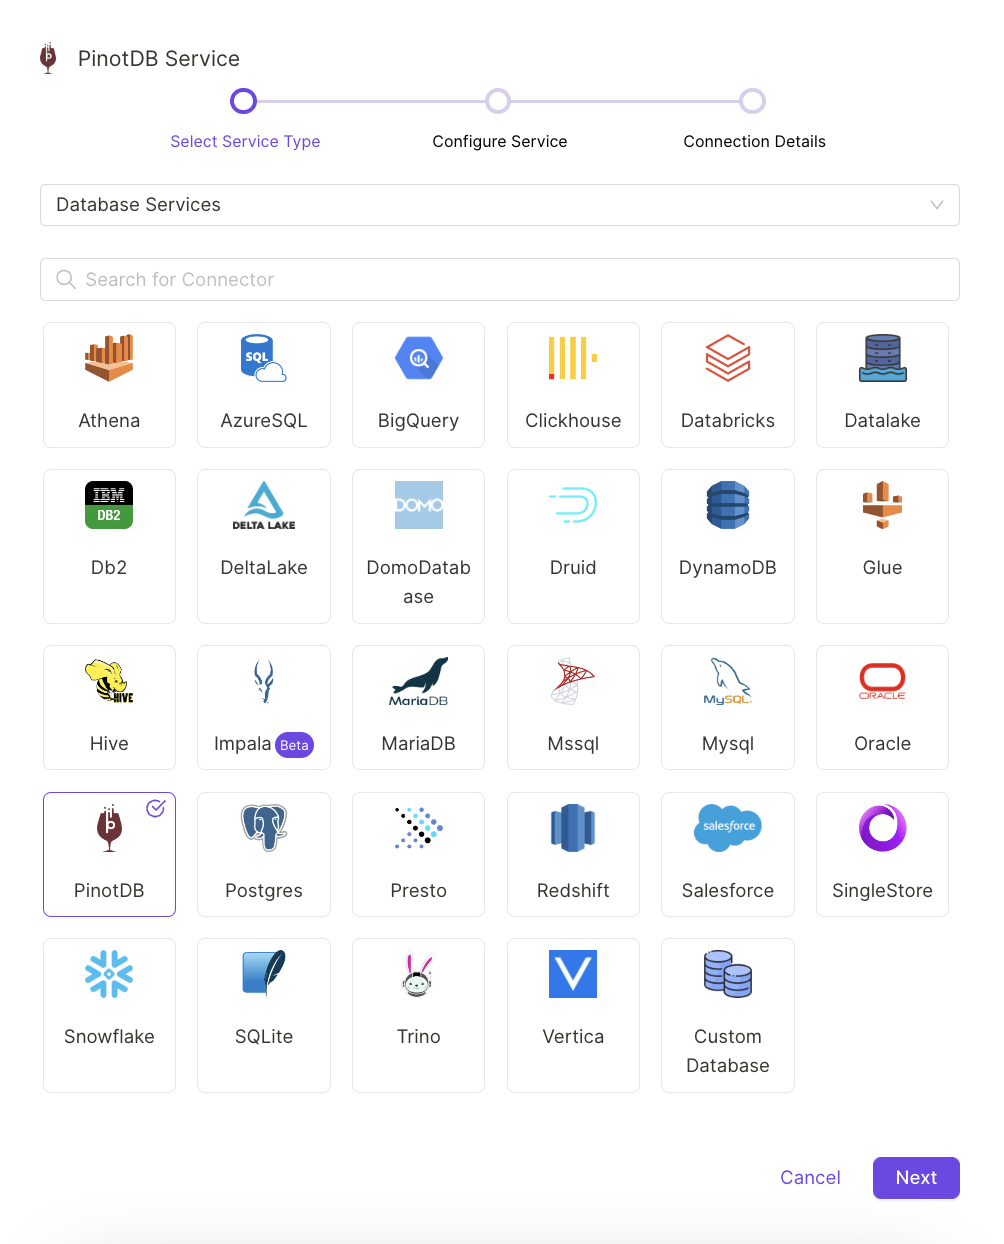 PinotDB Service
Select Service Type
Configure Service
Connection Details
Database Services
Search for Connector
SQL
Athena
AzureSQL
BigQuery
Clickhouse
Databricks
Datalake
IBM
DB2
DELTA LAKE
DOMO
Db2
DeltaLake
DomoDatab
ase
Druid
DynamoDB
Glue
HIVE
MariaDB
MySQL
ORACLE
Hive
Impala Beta
MariaDB
Mssql
Mysql
Oracle
salesforce
PinotDB
Postgres
Presto
Redshift
Salesforce
SingleStore
Snowflake
SQLite
Trino
Vertica
Custom
Database
Cancel
Next